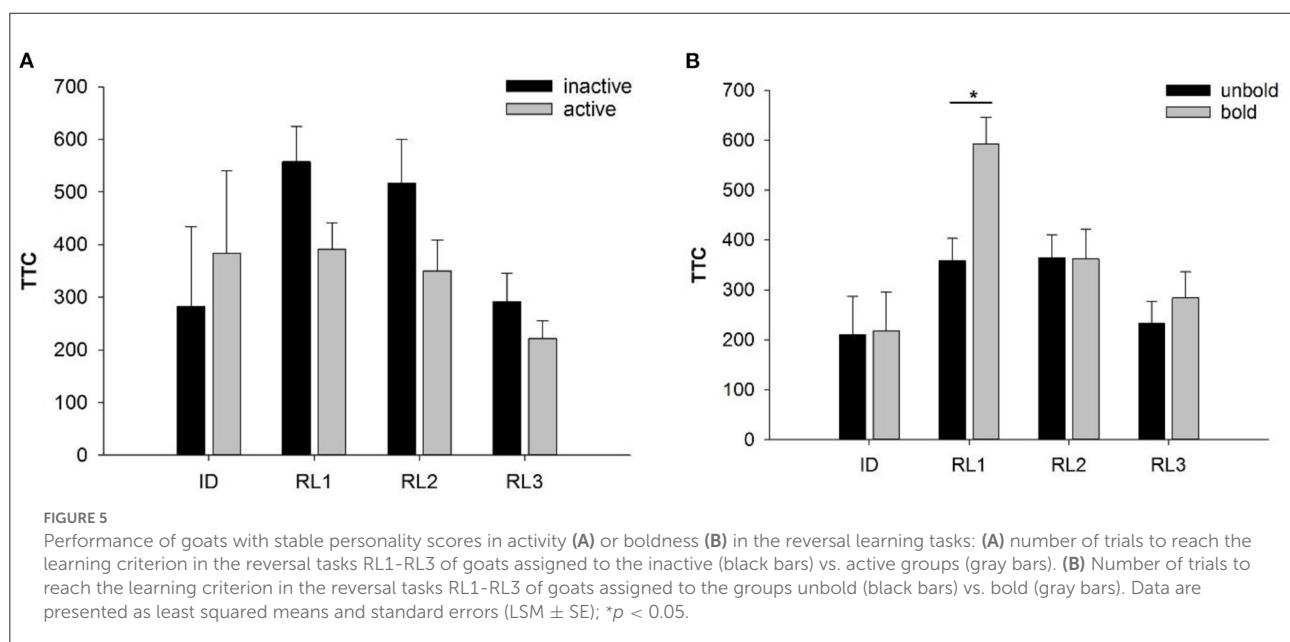 A
700
600
500
400
300
200
100
0
TTC
inactive
active
ID RL1 RL2 RL3
B
700
600
500
400
300
200
100
0
TTC
unbold
bold
*
ID RL1 RL2 RL3
FIGURE 5
Performance of goats with stable personality scores in activity (A) or boldness (B) in the reversal learning tasks: (A) number of trials to reach the
learning criterion in the reversal tasks RL1-RL3 of goats assigned to the inactive (black bars) vs. active groups (gray bars). (B) Number of trials to
reach the learning criterion in the reversal tasks RL1-RL3 of goats assigned to the groups unbold (black bars) vs. bold (gray bars). Data are
presented as least squared means and standard errors (LSM ± SE); *p < 0.05.